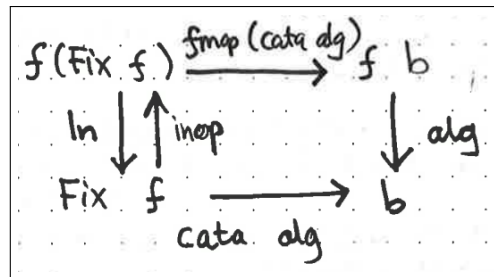 fmap (cata alg)
f (Fix f) f b
In inop alg
Fix f b
cata alg